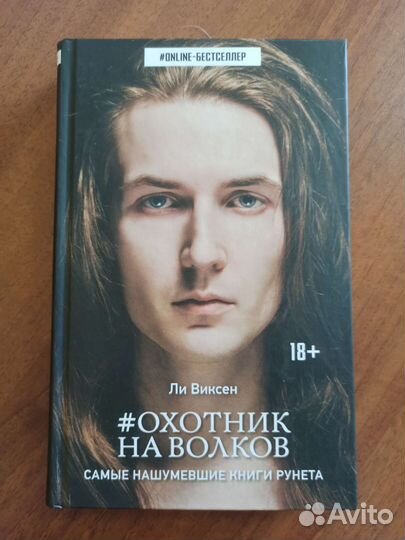 #ONLINE-БЕСТСЕЛЛЕР
18+
Ли Виксен
#ОХОТНИК
НА ВОЛКОВ
САМЫЕ НАШУМЕВШИЕ КНИГИ РУНЕТА
Avito